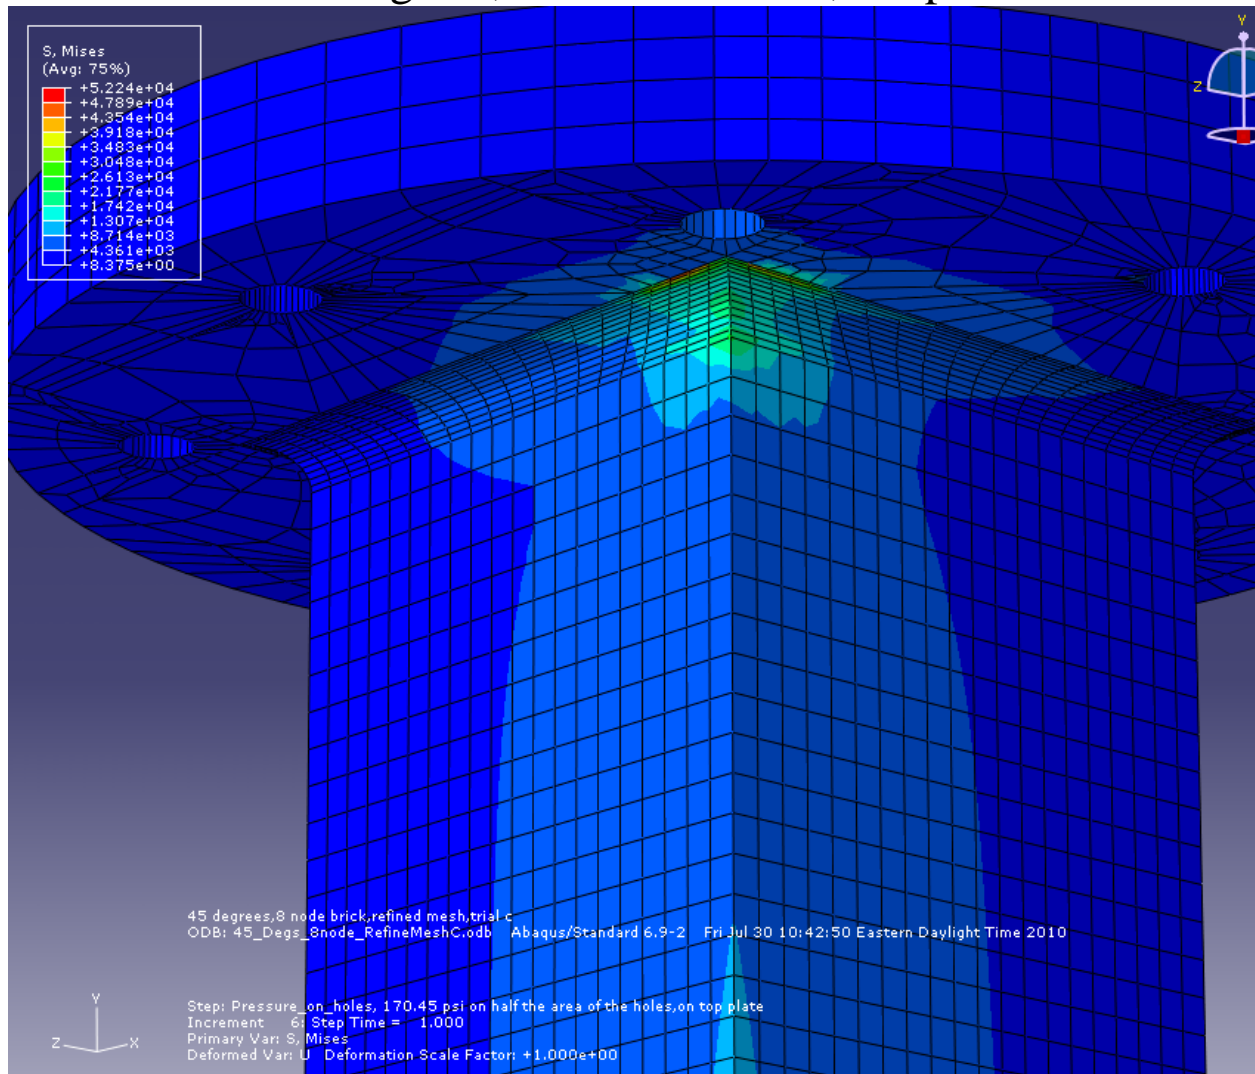 S, Mises
(Avg: 75%)
+5.224e+04
+4.789e+04
+4.354e+04
+3.918e+04
+3.483e+04
+3.048e+04
+2.613e+04
+2.177e+04
+1.742e+04
+1.307e+04
+8.714e+03
+4.361e+03
+8.375e+00
Y
Z
45 degrees,8 node brick,refined mesh,trial c
ODB: 45_Degs_8node_RefineMeshC.odb Abaqus/Standard 6.9-2 Fri Jul 30 10:42:50 Eastern Daylight Time 2010
Y
Z X
Step: Pressure_on_holes, 170.45 psi on half the area of the holes,on top plate
Increment 6: Step Time = 1.000
Primary Var: S, Mises
Deformed Var: U Deformation Scale Factor: +1.000e+00